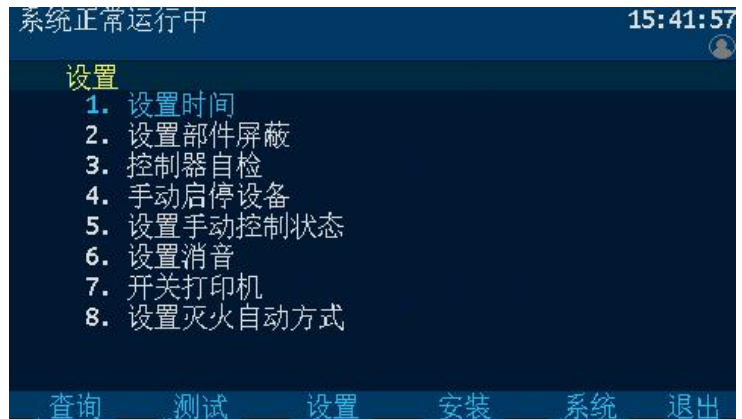 系统正常运行中 15:41:57
设置
1. 设置时间
2. 设置部件屏蔽
3. 控制器自检
4. 手动启停设备
5. 设置手动控制状态
6. 设置消音
7. 开关打印机
8. 设置灭火自动方式
查询 测试 设置 安装 系统 退出